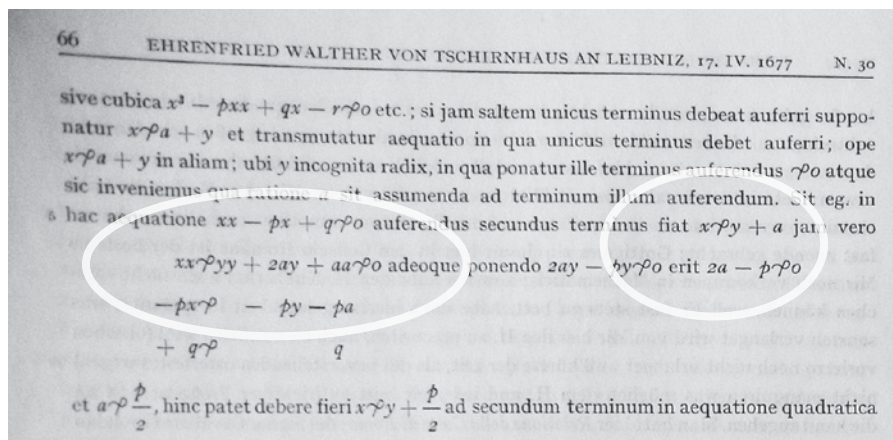 66 EHRENFRIED WALTHER VON TSCHIRNHAUS AN LEIBNIZ, 17. IV. 1677 N. 30
sive cubica x³ — pxx + qx — r ᔓ o etc.; si jam saltem unicus terminus debeat auferri suppo-
natur x ᔓ a + y et transmutatur aequatio in qua unicus terminus debet auferri; ope
x ᔓ a + y in aliam; ubi y incognita radix, in qua ponatur ille terminus auferendus ᔓ o atque
sic inveniemus qua ratione a sit assumenda ad terminum illum auferendum. Sit eg. in
5 hac aequatione xx — px + q ᔓ o auferendus secundus terminus fiat x ᔓ y + a jam vero
xx ᔓ yy + 2ay + aa ᔓ o adeoque ponendo 2ay — py ᔓ o erit 2a — p ᔓ o
— px ᔓ — py — pa
+ q ᔓ q
et a ᔓ p/2, hinc patet debere fieri x ᔓ y + p/2 ad secundum terminum in aequatione quadratica